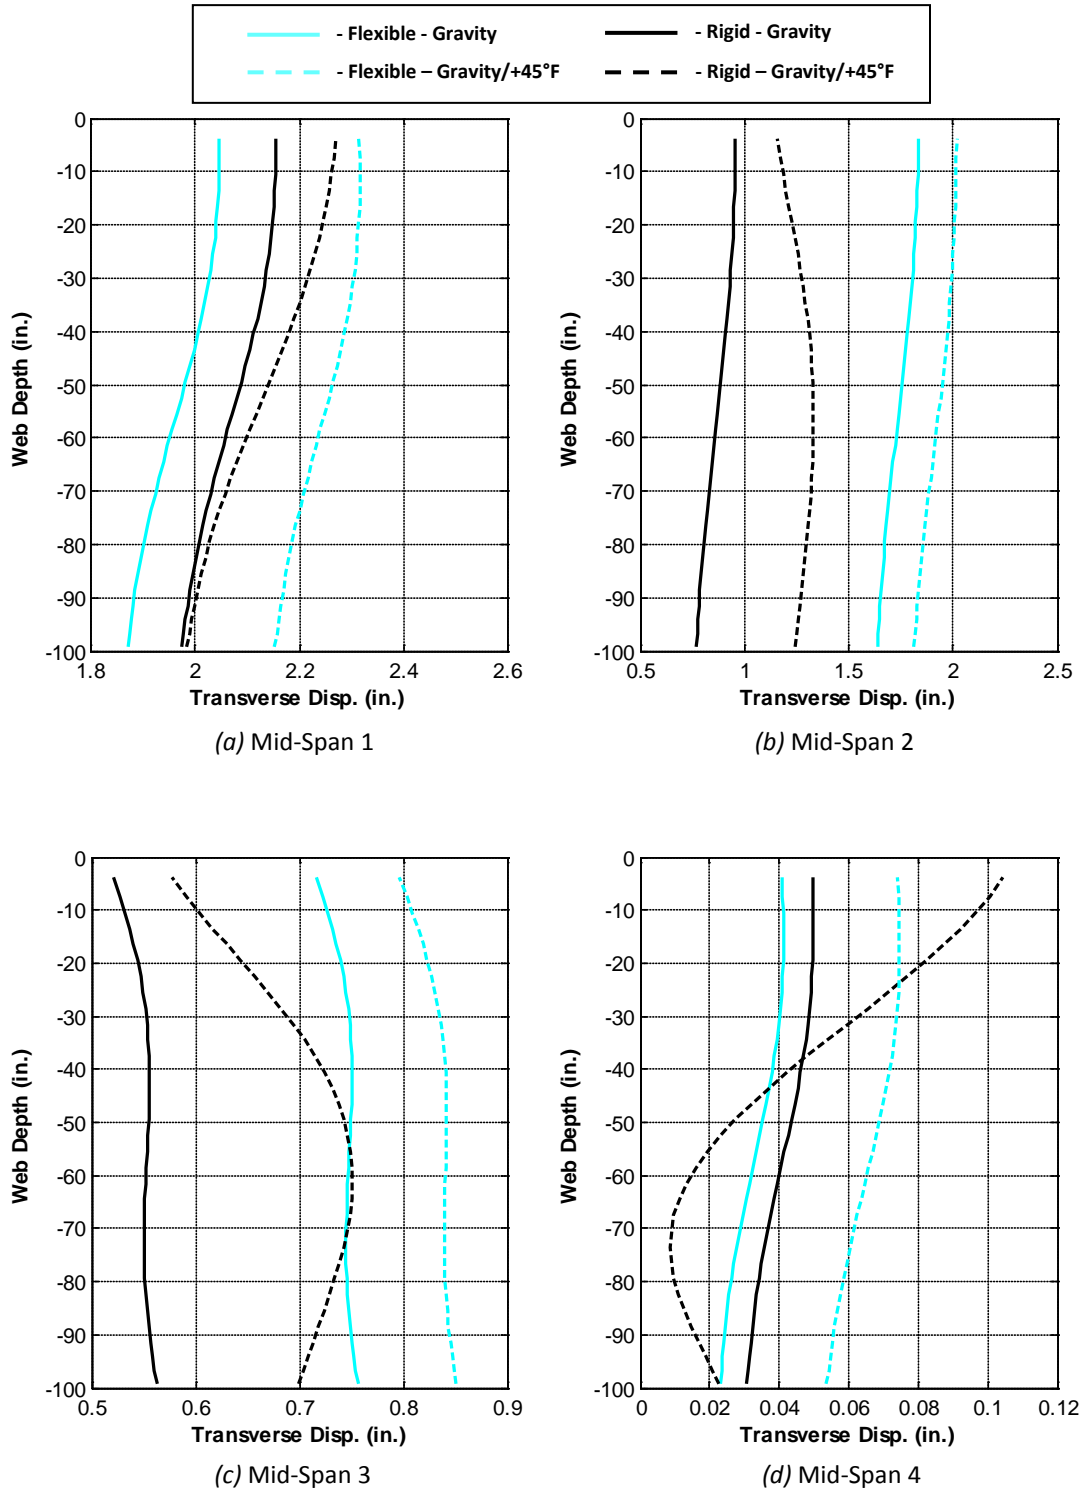 - Flexible - Gravity
- Rigid - Gravity
- Flexible – Gravity/+45°F
- Rigid – Gravity/+45°F
0
-10
-20
-30
-40
-50
-60
-70
-80
-90
-100
Web Depth (in.)
1.8 2 2.2 2.4 2.6
Transverse Disp. (in.)
(a) Mid-Span 1
0
-10
-20
-30
-40
-50
-60
-70
-80
-90
-100
Web Depth (in.)
0.5 1 1.5 2 2.5
Transverse Disp. (in.)
(b) Mid-Span 2
0
-10
-20
-30
-40
-50
-60
-70
-80
-90
-100
Web Depth (in.)
0.5 0.6 0.7 0.8 0.9
Transverse Disp. (in.)
(c) Mid-Span 3
0
-10
-20
-30
-40
-50
-60
-70
-80
-90
-100
Web Depth (in.)
0 0.02 0.04 0.06 0.08 0.1 0.12
Transverse Disp. (in.)
(d) Mid-Span 4